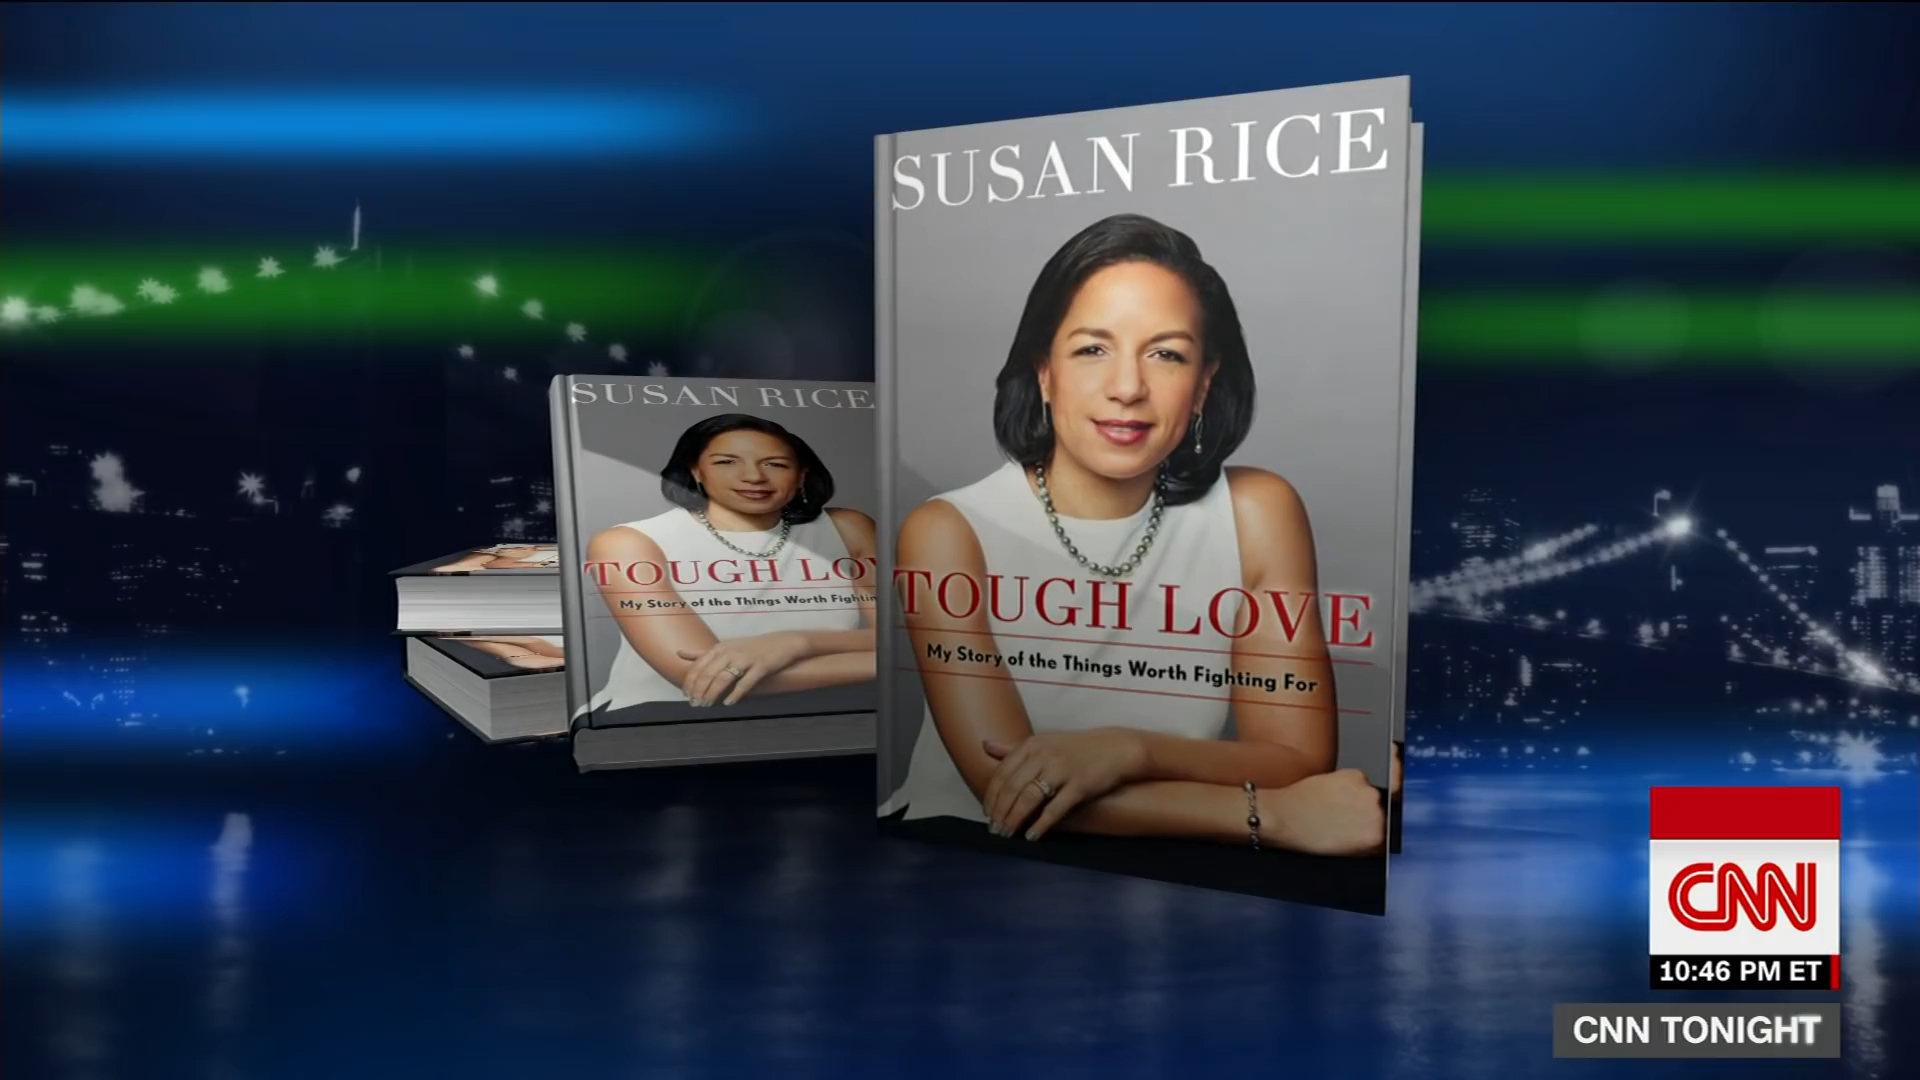 SUSAN RICE
TOUGH LOVE
My Story of the Things Worth Fighting For
SUSAN RICE
TOUGH LOV
My Story of the Things Worth Fightin
CNN
10:46 PM ET
CNN TONIGHT